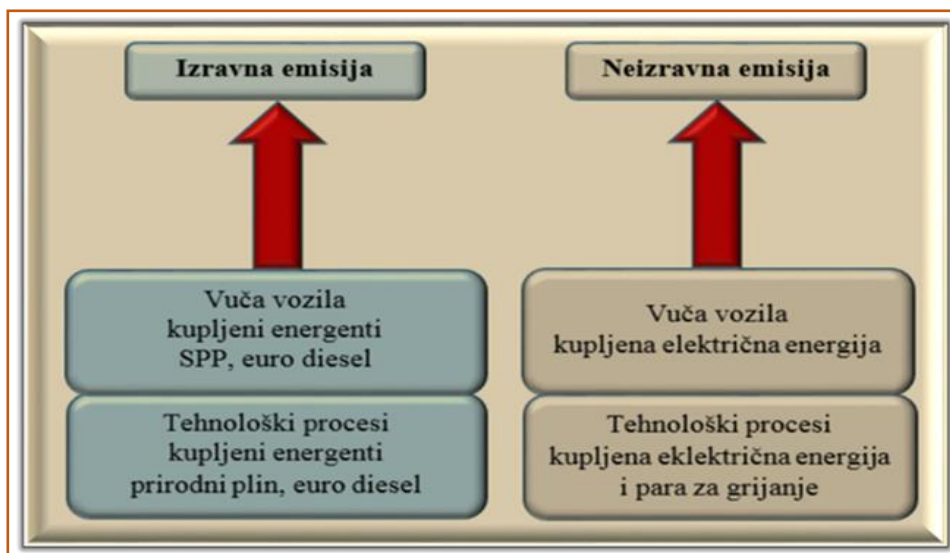 Izravna emisija
Vuča vozila
kupljeni energenti
SPP, euro diesel
Tehnološki procesi
kupljeni energenti
prirodni plin, euro diesel
Neizravna emisija
Vuča vozila
kupljena električna energija
Tehnološki procesi
kupljena eklektrična energija
i para za grijanje